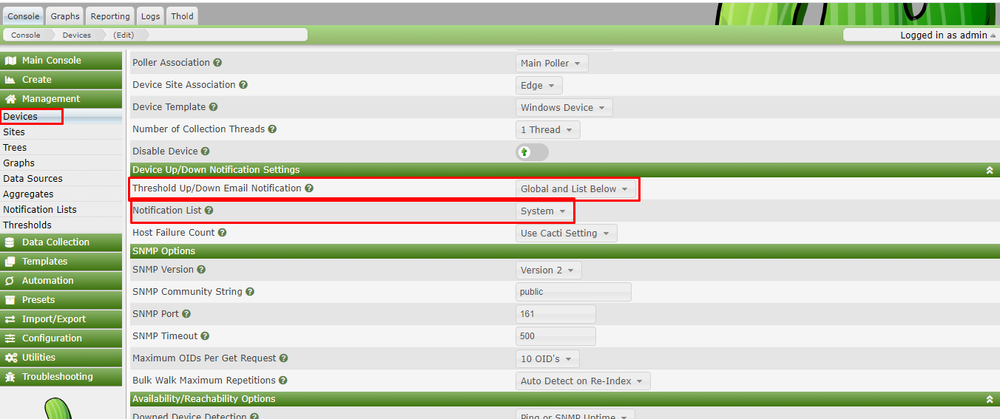 Console Graphs Reporting Logs Thold
Console Devices (Edit) Logged in as admin
Main Console
Create
Management
Devices
Sites
Trees
Graphs
Data Sources
Aggregates
Notification Lists
Thresholds
Data Collection
Templates
Automation
Presets
Import/Export
Configuration
Utilities
Troubleshooting
Poller Association ? Main Poller
Device Site Association ? Edge
Device Template ? Windows Device
Number of Collection Threads ? 1 Thread
Disable Device ?
Device Up/Down Notification Settings
Threshold Up/Down Email Notification ? Global and List Below
Notification List ? System
Host Failure Count ? Use Cacti Setting
SNMP Options
SNMP Version ? Version 2
SNMP Community String ? public
SNMP Port ? 161
SNMP Timeout ? 500
Maximum OIDs Per Get Request ? 10 OID's
Bulk Walk Maximum Repetitions ? Auto Detect on Re-Index
Availability/Reachability Options
Downed Device Detection ? Ping or SNMP Uptime